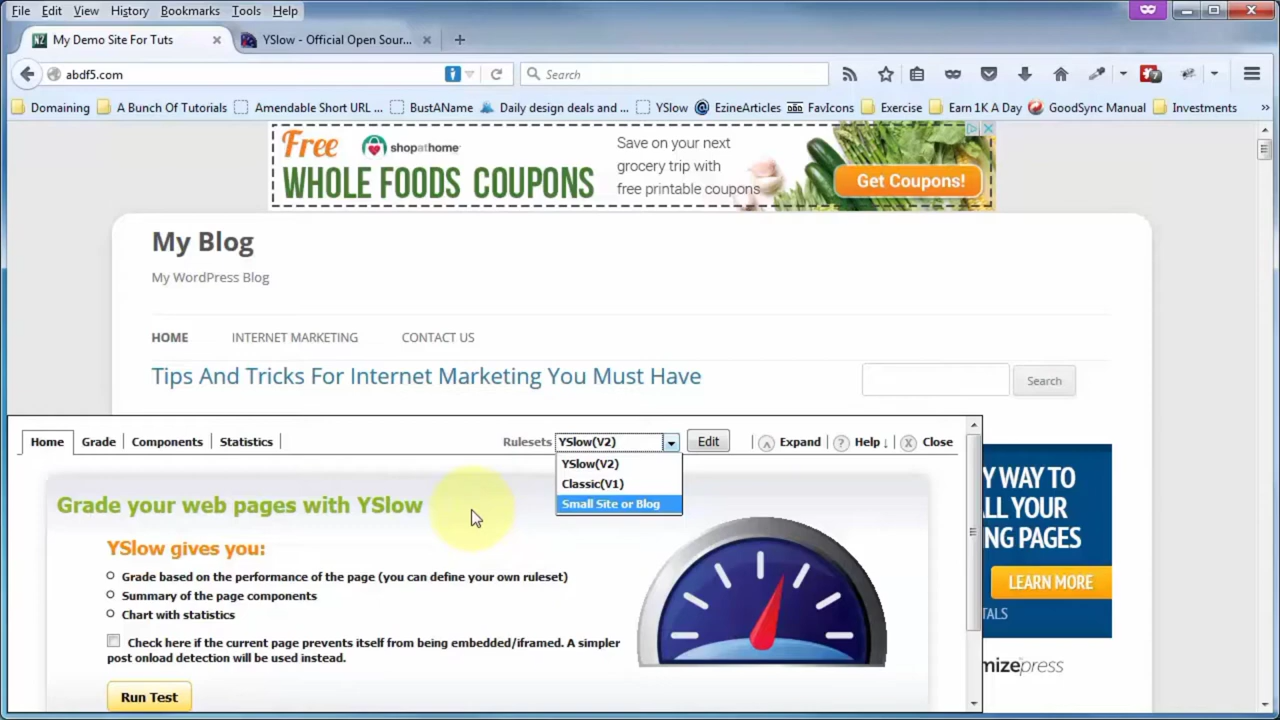 File Edit View History Bookmarks Tools Help
My Demo Site For Tuts × YSlow - Official Open Sour... × +
abdf5.com Search
Domaining A Bunch Of Tutorials Amendable Short URL ... BustAName Daily design deals and ... YSlow EzineArticles FavIcons Exercise Earn 1K A Day GoodSync Manual Investments »
Free shopathome
WHOLE FOODS COUPONS
Save on your next
grocery trip with
free printable coupons
Get Coupons!
My Blog
My WordPress Blog
HOME INTERNET MARKETING CONTACT US
Tips And Tricks For Internet Marketing You Must Have
Search
Home Grade Components Statistics Rulesets YSlow(V2) Edit Expand ? Help ↓ Close
YSlow(V2)
Classic(V1)
Small Site or Blog
Grade your web pages with YSlow
YSlow gives you:
Grade based on the performance of the page (you can define your own ruleset)
Summary of the page components
Chart with statistics
Check here if the current page prevents itself from being embedded/iframed. A simpler
post onload detection will be used instead.
Run Test
Y WAY TO
LL YOUR
NG PAGES
LEARN MORE
TALS
mizepress